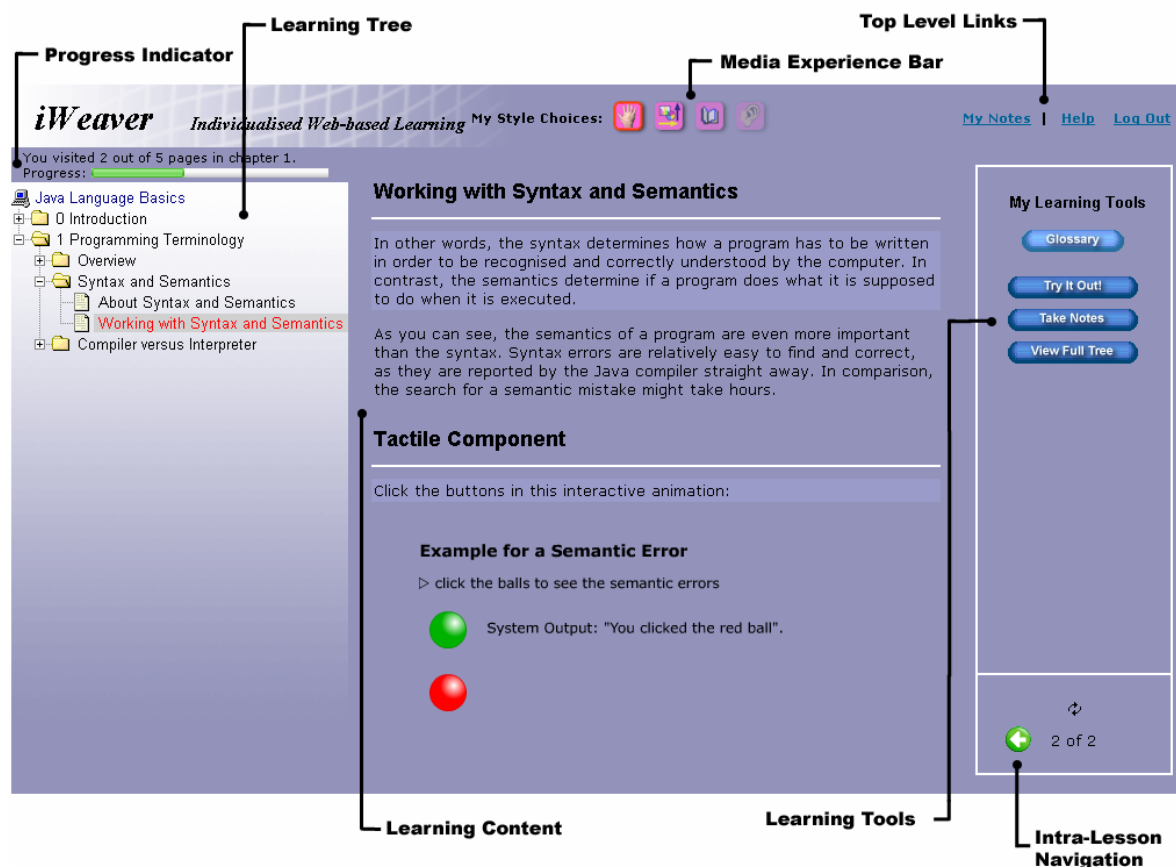 Learning Tree
Top Level Links
Progress Indicator
Media Experience Bar
iWeaver Individualised Web-based Learning My Style Choices:
My Notes | Help Log Out
You visited 2 out of 5 pages in chapter 1.
Progress:
Java Language Basics
0 Introduction
1 Programming Terminology
Overview
Syntax and Semantics
About Syntax and Semantics
Working with Syntax and Semantics
Compiler versus Interpreter
Working with Syntax and Semantics
In other words, the syntax determines how a program has to be written
in order to be recognised and correctly understood by the computer. In
contrast, the semantics determine if a program does what it is supposed
to do when it is executed.
As you can see, the semantics of a program are even more important
than the syntax. Syntax errors are relatively easy to find and correct,
as they are reported by the Java compiler straight away. In comparison,
the search for a semantic mistake might take hours.
Tactile Component
Click the buttons in this interactive animation:
Example for a Semantic Error
click the balls to see the semantic errors
System Output: "You clicked the red ball".
My Learning Tools
Glossary
Try It Out!
Take Notes
View Full Tree
2 of 2
Learning Content
Learning Tools
Intra-Lesson
Navigation